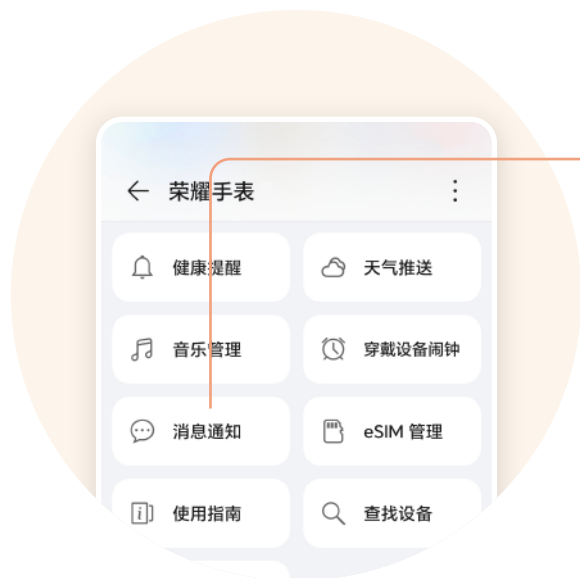 荣耀手表
健康提醒
天气推送
音乐管理
穿戴设备闹钟
消息通知
eSIM 管理
使用指南
查找设备